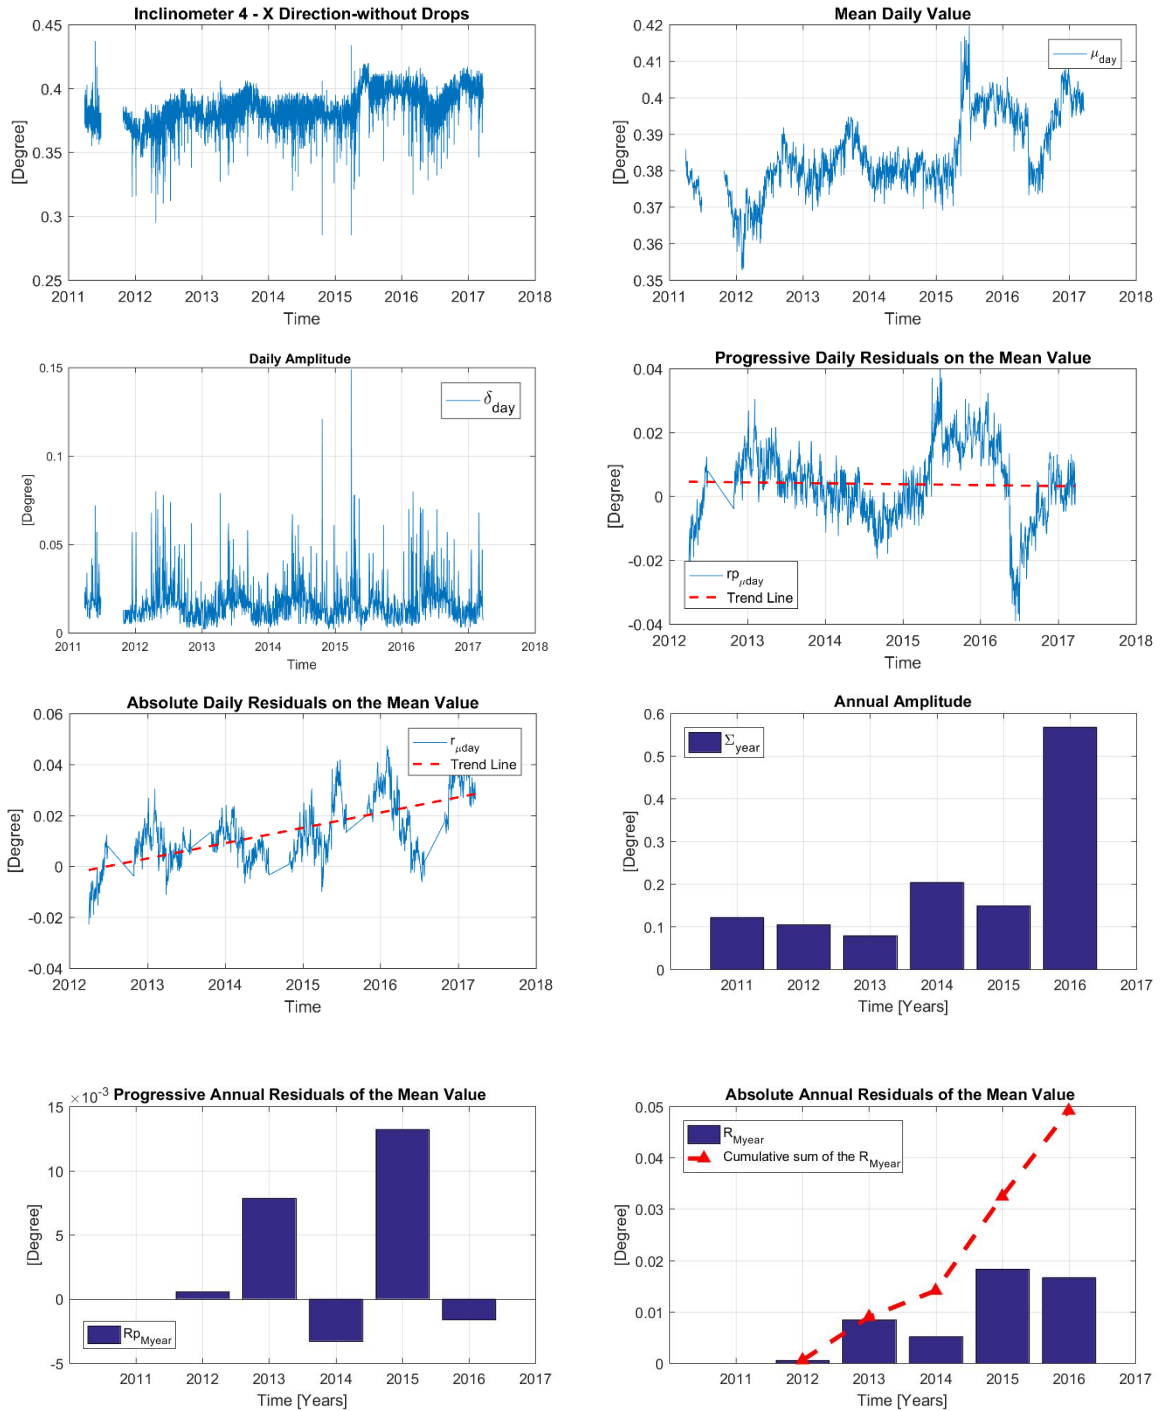 Inclinometer 4 - X Direction-without Drops
0.45
0.4
0.35
0.3
0.25
[Degree]
2011 2012 2013 2014 2015 2016 2017 2018
Time
Mean Daily Value
0.42
0.41
0.4
0.39
0.38
0.37
0.36
0.35
[Degree]
μday
2011 2012 2013 2014 2015 2016 2017 2018
Time
Daily Amplitude
0.15
0.1
0.05
0
[Degree]
δday
2011 2012 2013 2014 2015 2016 2017 2018
Time
Progressive Daily Residuals on the Mean Value
0.04
0.02
0
-0.02
-0.04
[Degree]
rpμday
Trend Line
2012 2013 2014 2015 2016 2017 2018
Time
Absolute Daily Residuals on the Mean Value
0.06
0.04
0.02
0
-0.02
-0.04
[Degree]
rμday
Trend Line
2012 2013 2014 2015 2016 2017 2018
Time
Annual Amplitude
0.6
0.5
0.4
0.3
0.2
0.1
0
[Degree]
Σyear
2011 2012 2013 2014 2015 2016 2017
Time [Years]
Progressive Annual Residuals of the Mean Value
×10-3
15
10
5
0
-5
[Degree]
RpMyear
2011 2012 2013 2014 2015 2016 2017
Time [Years]
Absolute Annual Residuals of the Mean Value
0.05
0.04
0.03
0.02
0.01
0
[Degree]
RMyear
Cumulative sum of the RMyear
2011 2012 2013 2014 2015 2016 2017
Time [Years]